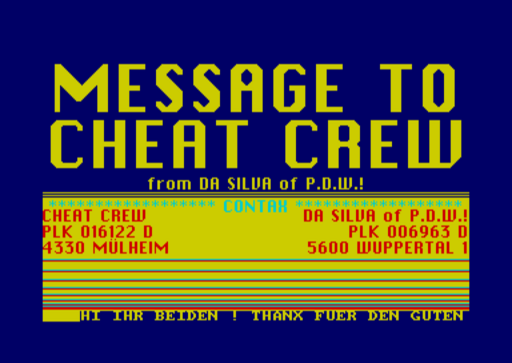 MESSAGE TO
CHEAT CREW
from DA SILVA of P.D.W.!
***************** CONTAX *****************
CHEAT CREW DA SILVA of P.D.W.!
PLK 016122 D PLK 006963 D
4330 MÜLHEIM 5600 WUPPERTAL 1
HI IHR BEIDEN ! THANX FUER DEN GUTEN